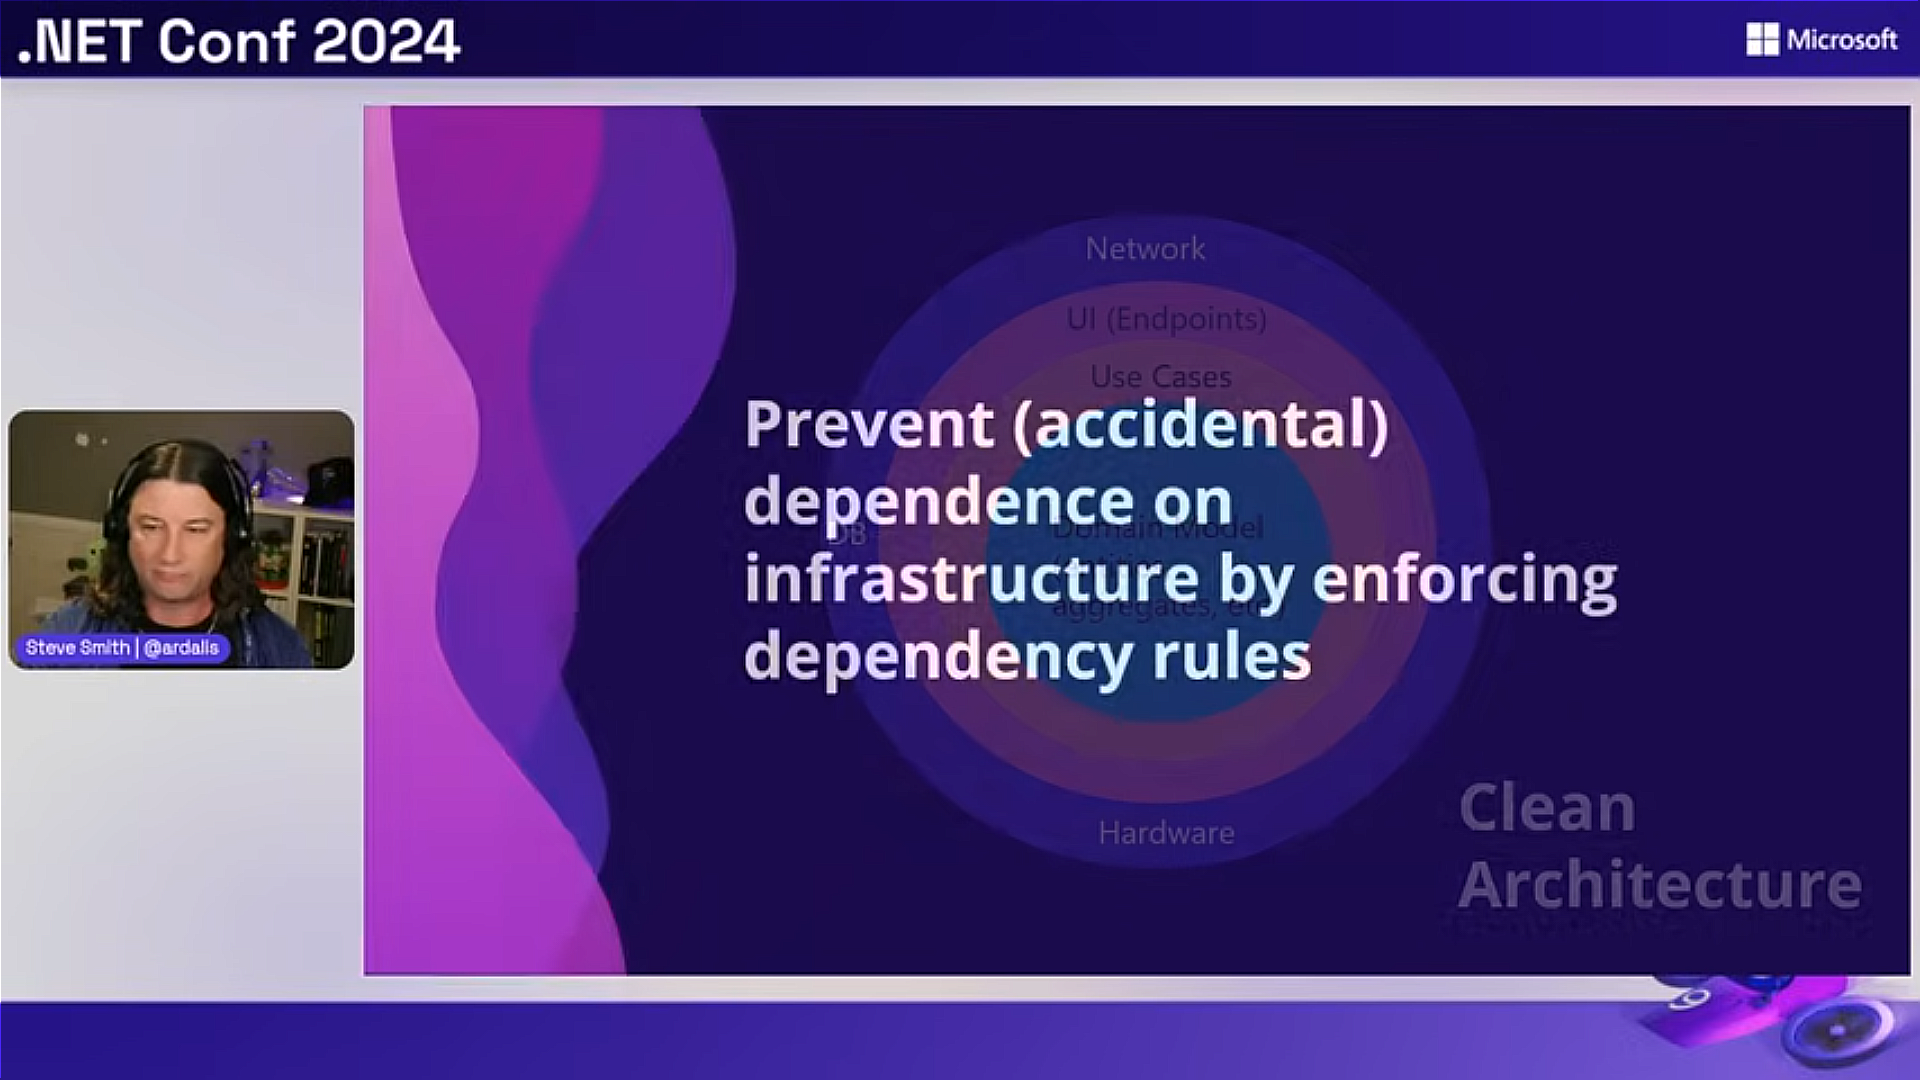 .NET Conf 2024
Microsoft
Network
UI (Endpoints)
Use Cases
Prevent (accidental)
dependence on
infrastructure by enforcing
dependency rules
DB
Domain Model
aggregates, etc)
Hardware
Clean
Architecture
Steve Smith | @ardalis